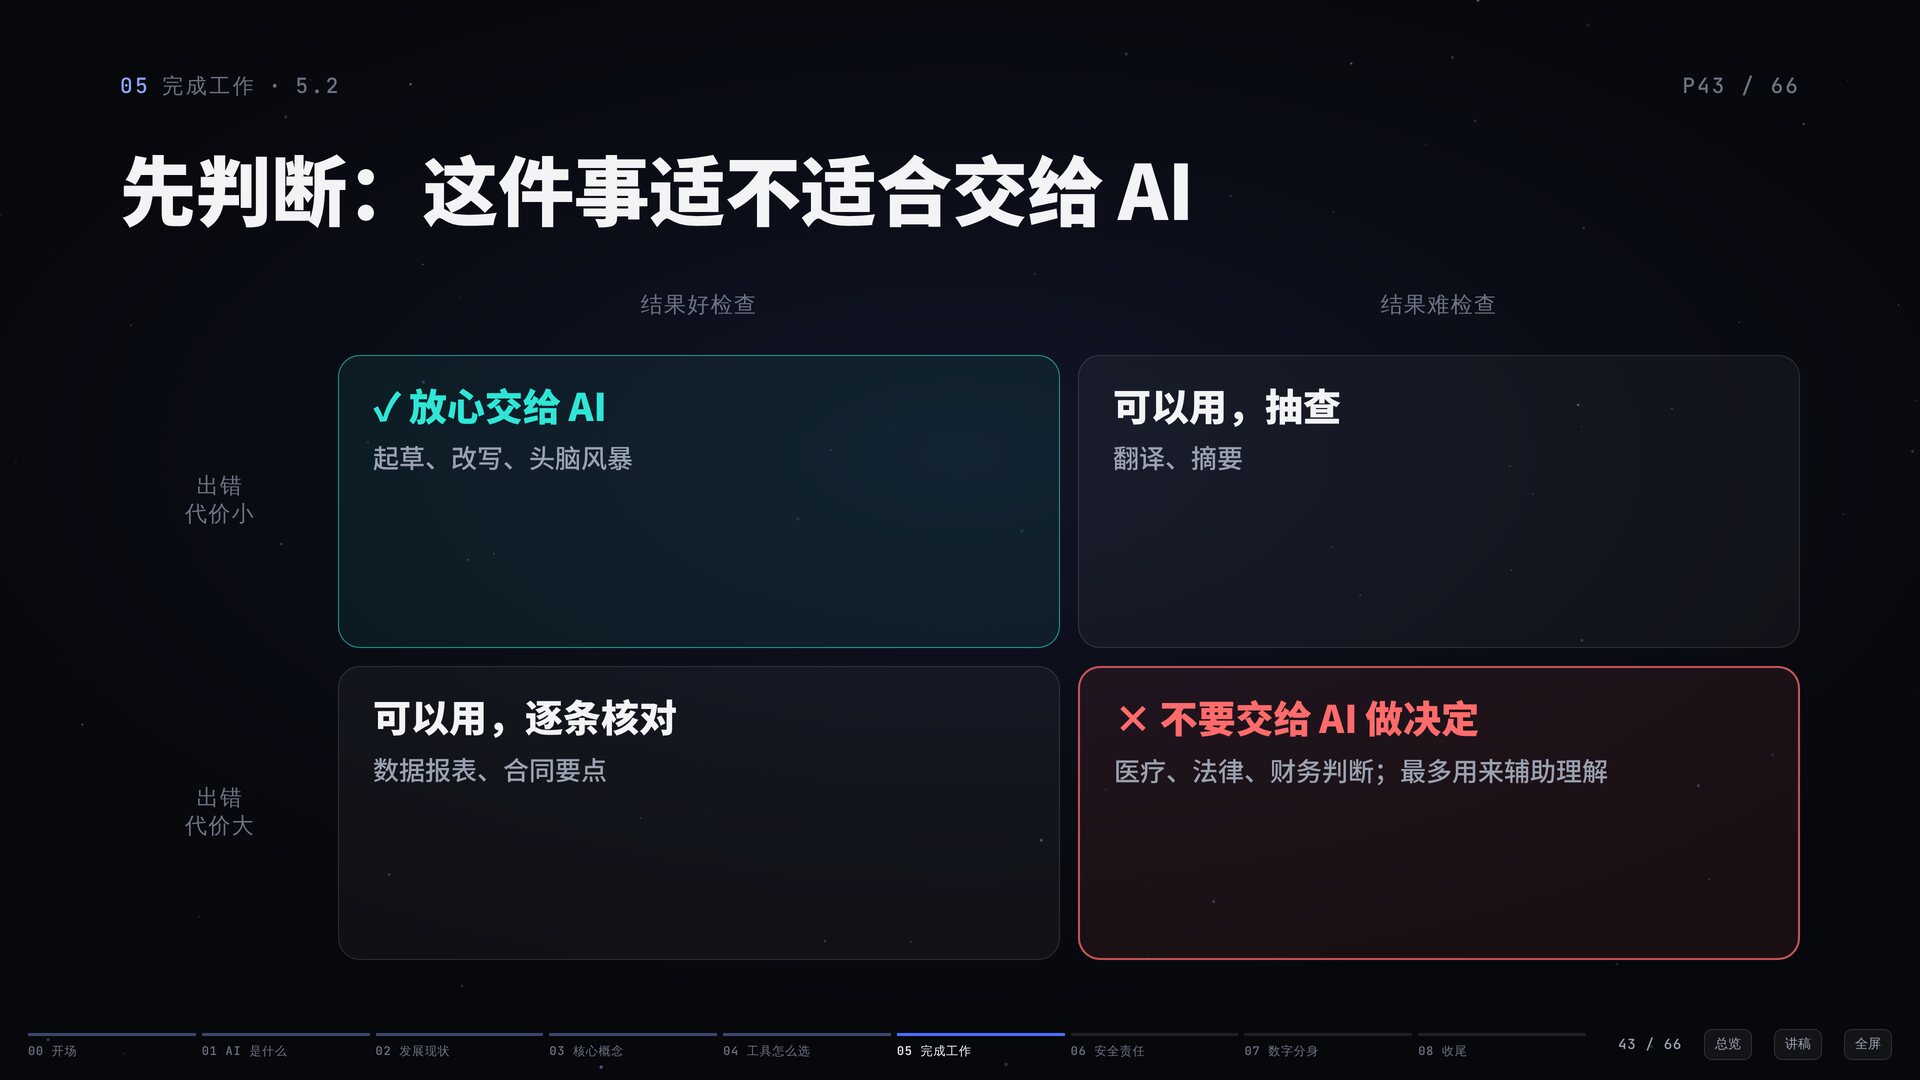 05 完成工作 · 5.2
P43 / 66
先判断：这件事适不适合交给 AI
结果好检查
结果难检查
出错
代价小
✓ 放心交给 AI
起草、改写、头脑风暴
可以用，抽查
翻译、摘要
出错
代价大
可以用，逐条核对
数据报表、合同要点
✕ 不要交给 AI 做决定
医疗、法律、财务判断；最多用来辅助理解
00 开场
01 AI 是什么
02 发展现状
03 核心概念
04 工具怎么选
05 完成工作
06 安全责任
07 数字分身
08 收尾
43 / 66
总览
讲稿
全屏